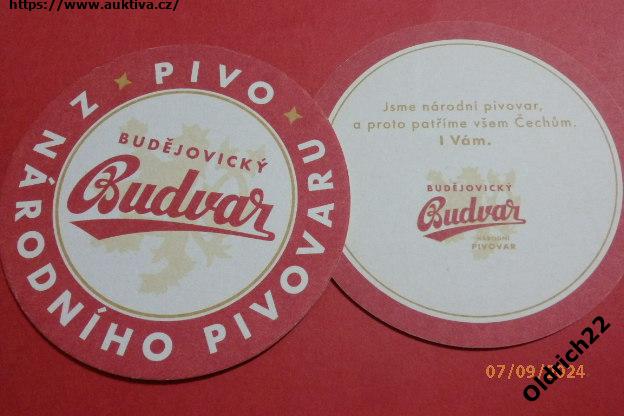 https://www.auktiva.cz/
PIVO
Z NÁRODNÍHO PIVOVARU
BUDĚJOVICKÝ
Budvar
Jsme národní pivovar,
a proto patříme všem Čechům.
I Vám.
BUDĚJOVICKÝ
Budvar
NÁRODNÍ
PIVOVAR
07/09/2024
Oldrich22